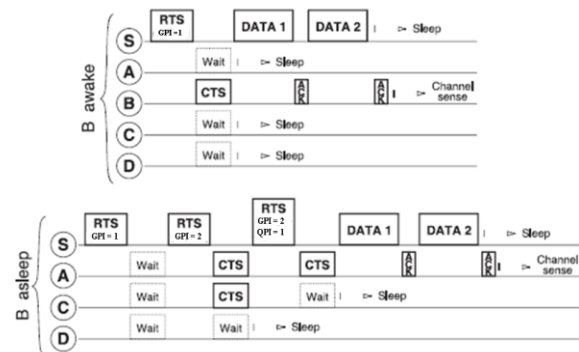 RTS DATA 1 DATA 2
GPI=1
S Sleep
Wait
A Sleep
B awake
CTS ACK ACK Channel
B sense
Wait
C Sleep
Wait
D Sleep
RTS RTS RTS DATA 1 DATA 2
GPI = 1 GPI = 2 GPI = 2
QPI = 1
S Sleep
B asleep
Wait CTS CTS ACK ACK Channel
A sense
Wait CTS Wait
C Sleep
Wait Wait
D Sleep